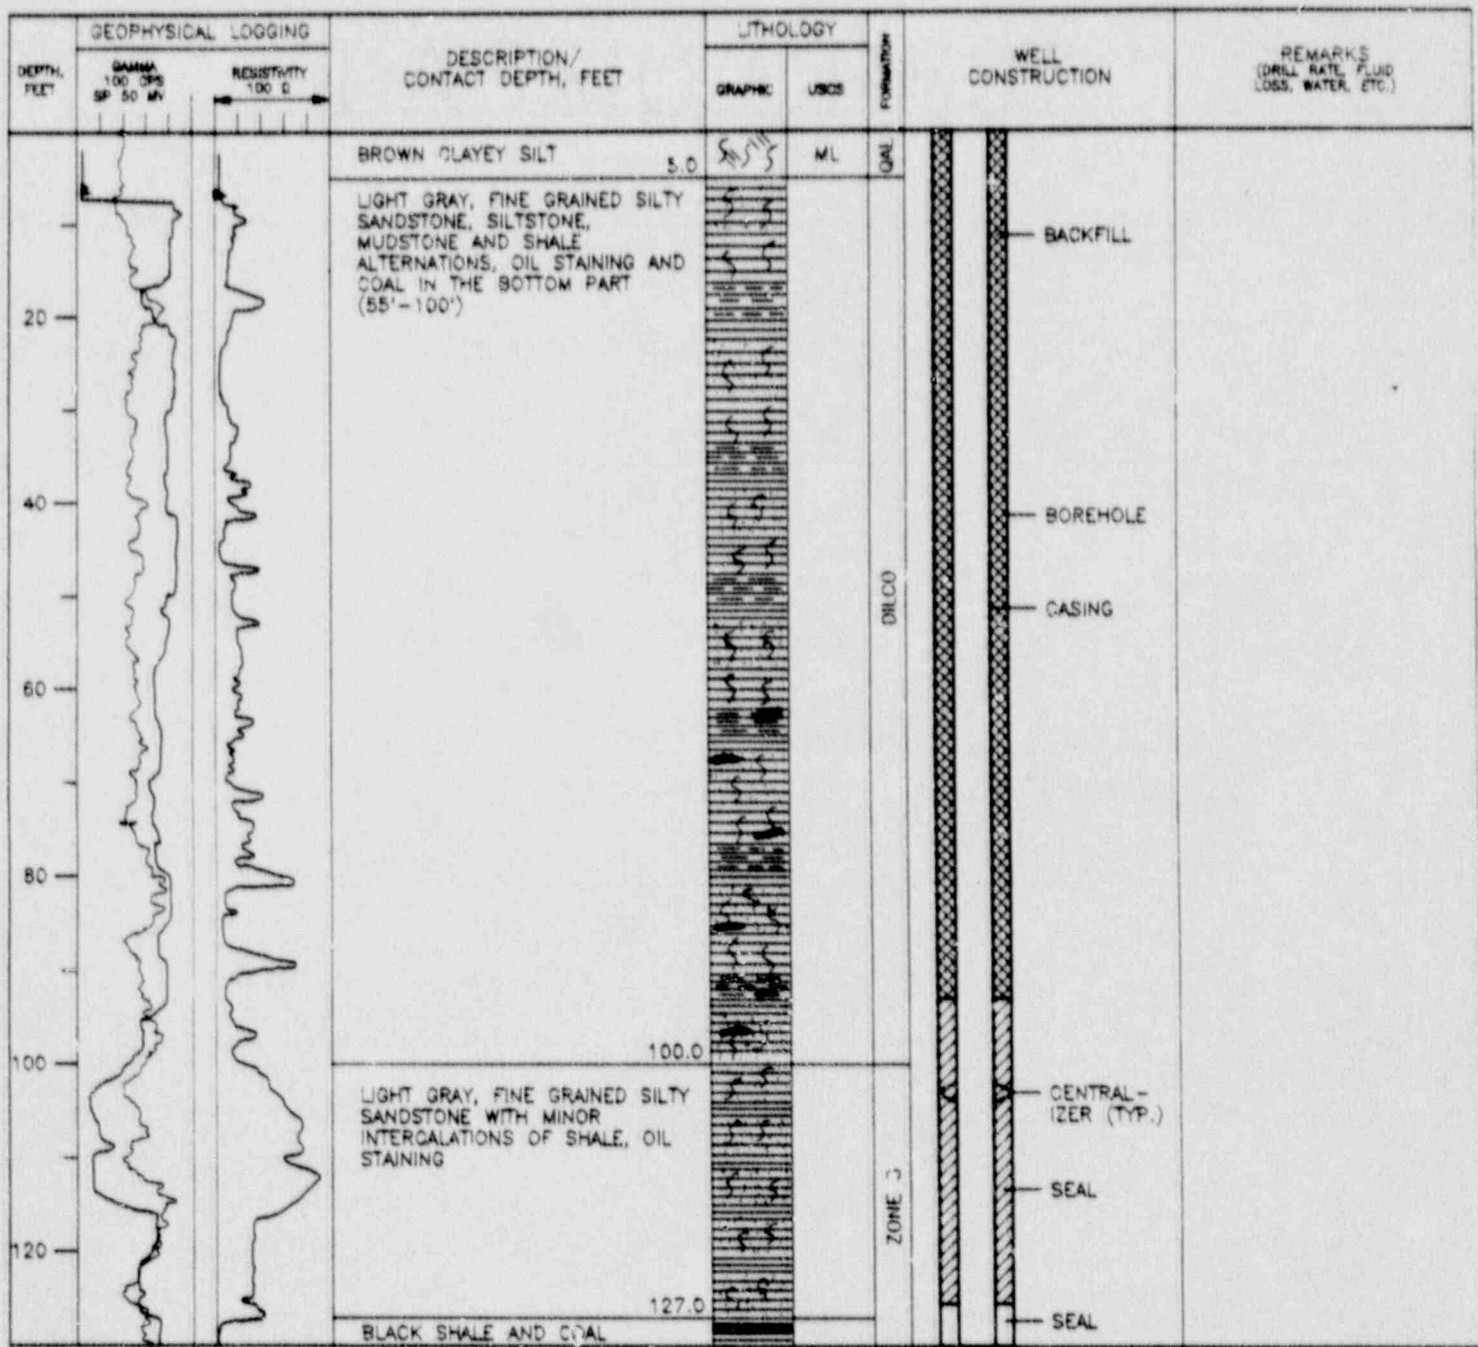 GEOPHYSICAL LOGGING
DEPTH,
FEET
GAMMA
100 CPS
SP 50 MV
RESISTIVITY
100 Ω
DESCRIPTION/
CONTACT DEPTH, FEET
LITHOLOGY
GRAPHIC
USCS
FORMATION
WELL
CONSTRUCTION
REMARKS
(DRILL RATE, FLUID
LOSS, WATER, ETC.)
BROWN CLAYEY SILT
5.0
ML
QAL
LIGHT GRAY, FINE GRAINED SILTY
SANDSTONE, SILTSTONE,
MUDSTONE AND SHALE
ALTERNATIONS, OIL STAINING AND
COAL IN THE BOTTOM PART
(55'-100')
BACKFILL
20
40
BOREHOLE
DILCO
CASING
60
80
100.0
100
LIGHT GRAY, FINE GRAINED SILTY
SANDSTONE WITH MINOR
INTERCALATIONS OF SHALE, OIL
STAINING
CENTRAL-
IZER (TYP.)
ZONE 3
SEAL
120
127.0
SEAL
BLACK SHALE AND COAL